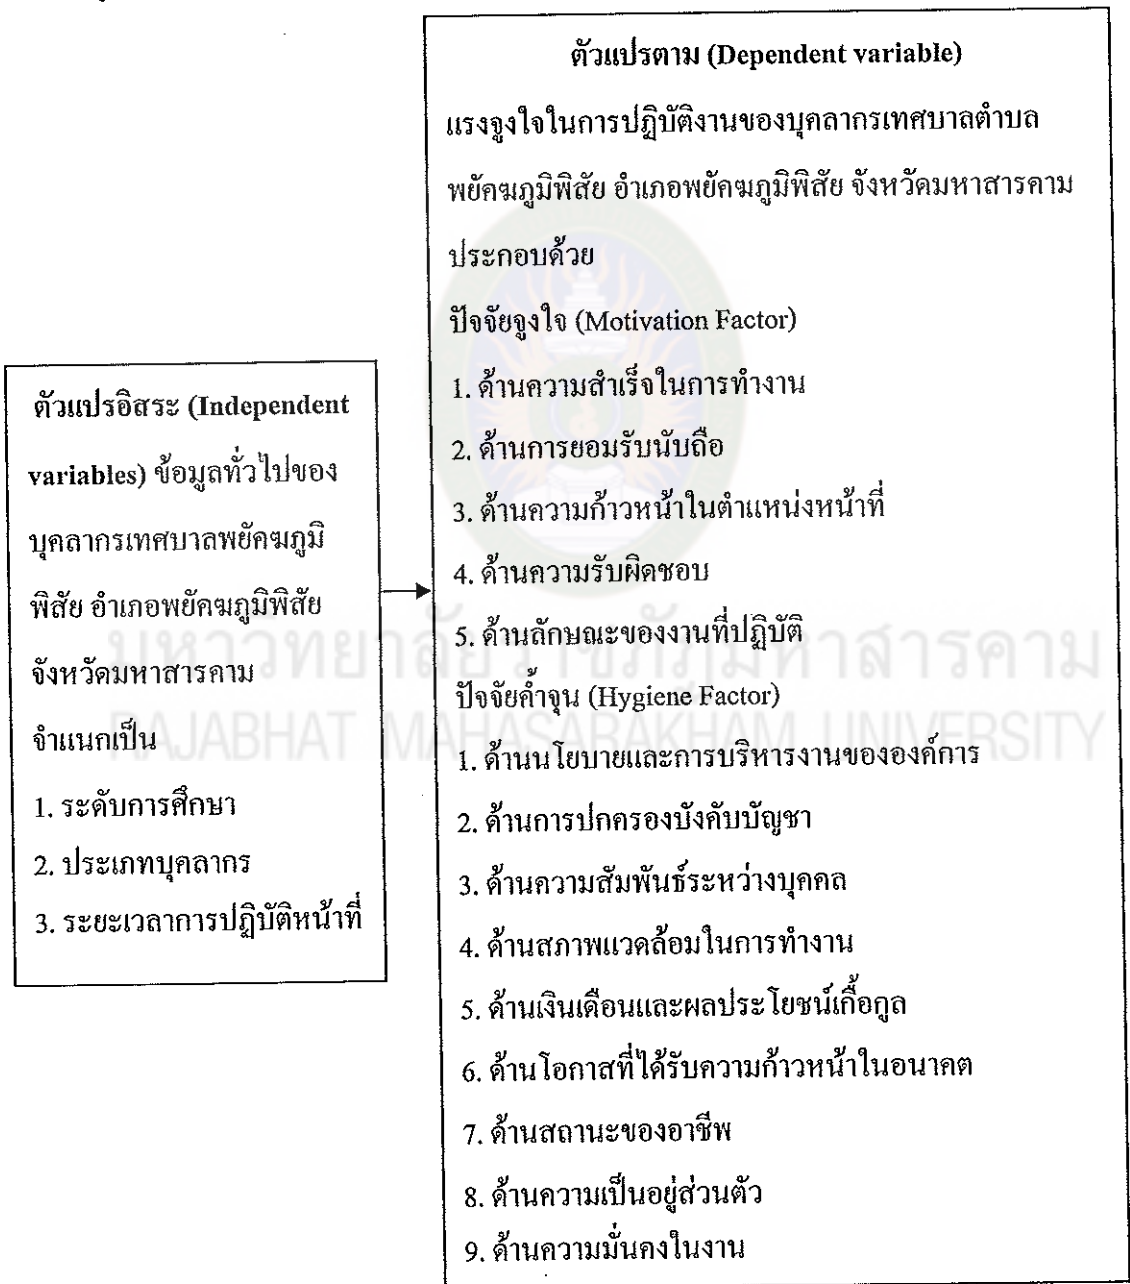 ตัวแปรอิสระ (Independent
variables) ข้อมูลทั่วไปของ
บุคลากรเทศบาลพยัคฆภูมิ
พิสัย อำเภอพยัคฆภูมิพิสัย
จังหวัดมหาสารคาม
จำแนกเป็น
1. ระดับการศึกษา
2. ประเภทบุคลากร
3. ระยะเวลาการปฏิบัติหน้าที่
ตัวแปรตาม (Dependent variable)
แรงจูงใจในการปฏิบัติงานของบุคลากรเทศบาลตำบล
พยัคฆภูมิพิสัย อำเภอพยัคฆภูมิพิสัย จังหวัดมหาสารคาม
ประกอบด้วย
ปัจจัยจูงใจ (Motivation Factor)
1. ด้านความสำเร็จในการทำงาน
2. ด้านการยอมรับนับถือ
3. ด้านความก้าวหน้าในตำแหน่งหน้าที่
4. ด้านความรับผิดชอบ
5. ด้านลักษณะของงานที่ปฏิบัติ
ปัจจัยค้ำจุน (Hygiene Factor)
1. ด้านนโยบายและการบริหารงานขององค์การ
2. ด้านการปกครองบังคับบัญชา
3. ด้านความสัมพันธ์ระหว่างบุคคล
4. ด้านสภาพแวดล้อมในการทำงาน
5. ด้านเงินเดือนและผลประโยชน์เกื้อกูล
6. ด้านโอกาสที่ได้รับความก้าวหน้าในอนาคต
7. ด้านสถานะของอาชีพ
8. ด้านความเป็นอยู่ส่วนตัว
9. ด้านความมั่นคงในงาน
มหาวิทยาลัยราชภัฏมหาสารคาม
RAJABHAT MAHASARAKHAM UNIVERSITY